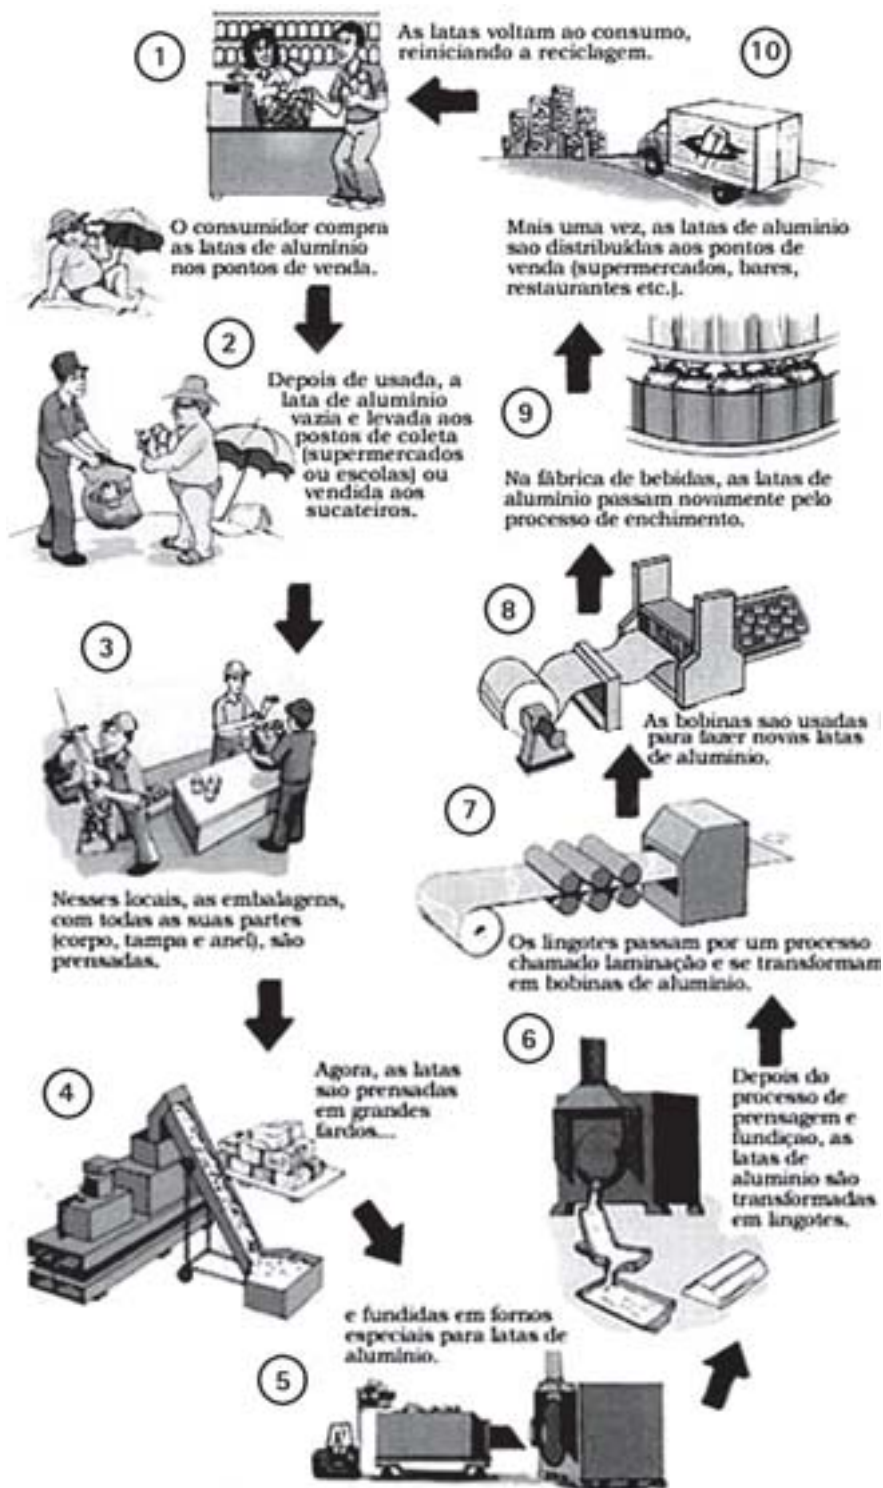 1
As latas voltam ao consumo,
reiniciando a reciclagem.
10
O consumidor compra
as latas de alumínio
nos pontos de venda.
Mais uma vez, as latas de aluminio
sao distribuídas aos pontos de
venda (supermercados, bares,
restaurantes etc.).
2
Depois de usada, a
lata de alumínio
vazia e levada aos
postos de coleta
(supermercados
ou escolas) ou
vendida aos
sucateiros.
9
Na fábrica de bebidas, as latas de
alumínio passam novamente pelo
processo de enchimento.
3
8
As bobinas sao usadas
para fazer novas latas
de alumínio.
7
Nesses locais, as embalagens,
com todas as suas partes
(corpo, tampa e anel), são
prensadas.
Os lingotes passam por um processo
chamado laminação e se transformam
em bobinas de alumínio.
4
Agora, as latas
sao prensadas
em grandes
fardos...
6
Depois do
processo de
prensagem e
fundiçao, as
latas de
aluminio são
transformadas
em lingotes.
e fundidas em fornos
especiais para latas de
alumínio.
5